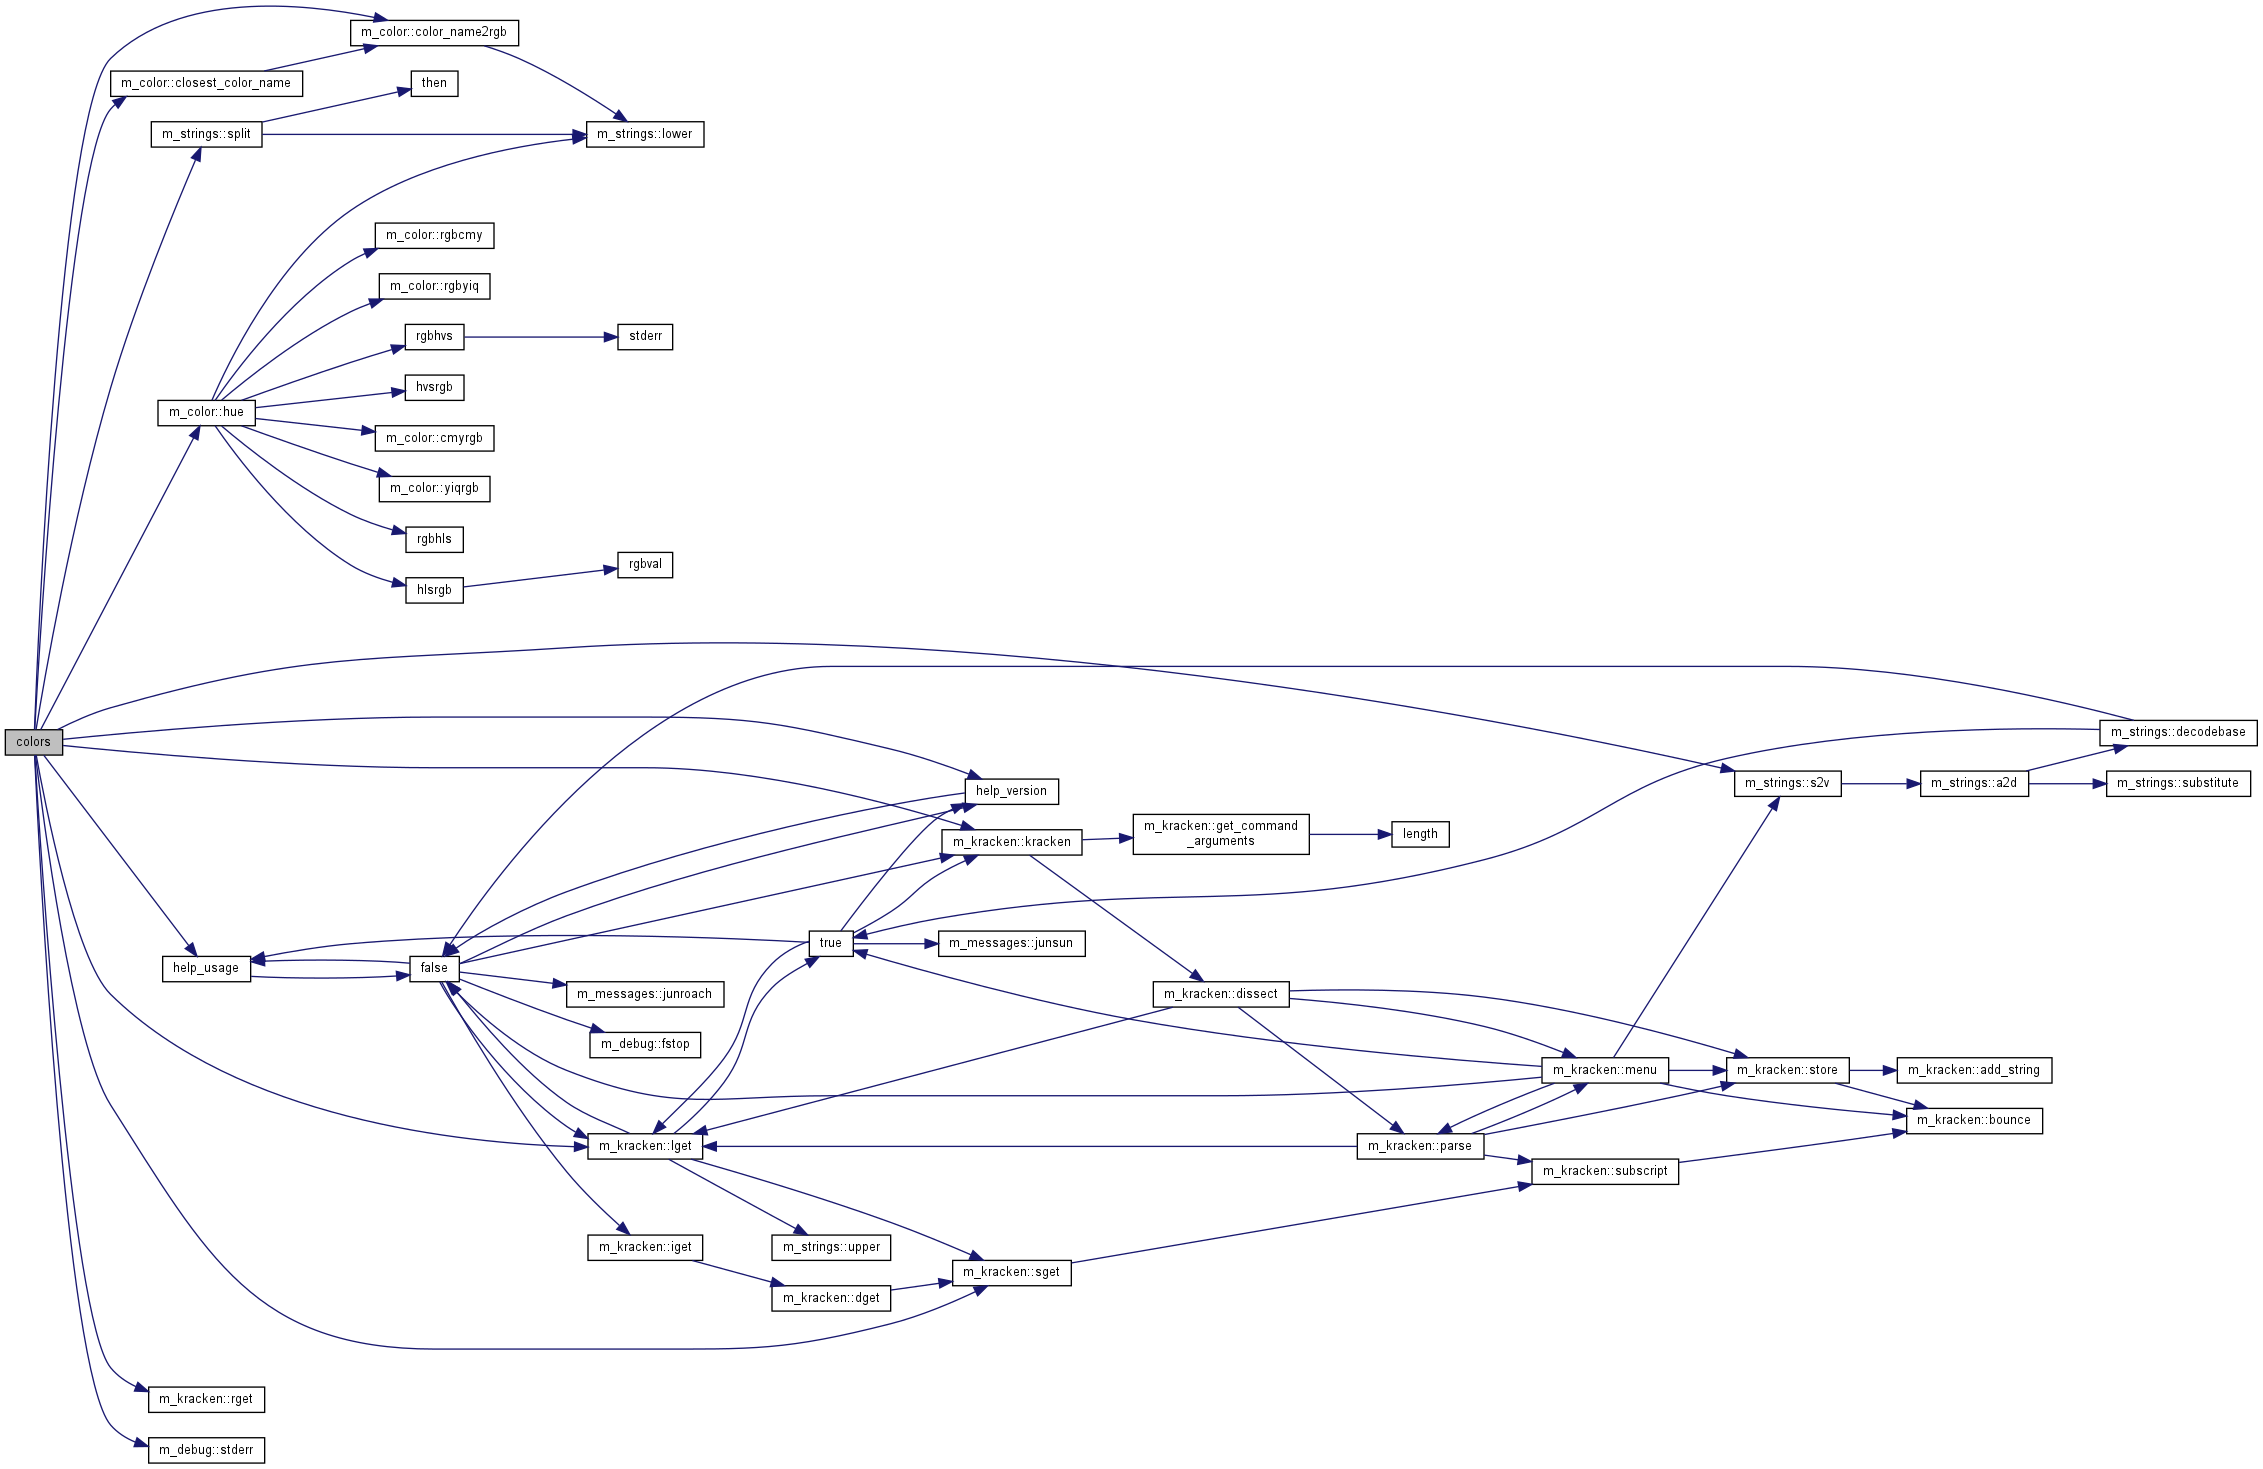 m_color::color_name2rgb
m_color::closest_color_name
then
m_strings::split
m_strings::lower
m_color::rgbcmy
m_color::rgbyiq
rgbhvs
stderr
hvsrgb
m_color::hue
m_color::cmyrgb
m_color::yiqrgb
rgbhls
rgbval
hlsrgb
colors
m_strings::decodebase
help_version
m_strings::s2v
m_strings::a2d
m_strings::substitute
m_kracken::kracken
m_kracken::get_command
_arguments
length
true
m_messages::junsun
help_usage
false
m_messages::junroach
m_kracken::dissect
m_debug::fstop
m_kracken::menu
m_kracken::store
m_kracken::add_string
m_kracken::bounce
m_kracken::lget
m_kracken::parse
m_kracken::subscript
m_kracken::iget
m_strings::upper
m_kracken::sget
m_kracken::dget
m_kracken::rget
m_debug::stderr